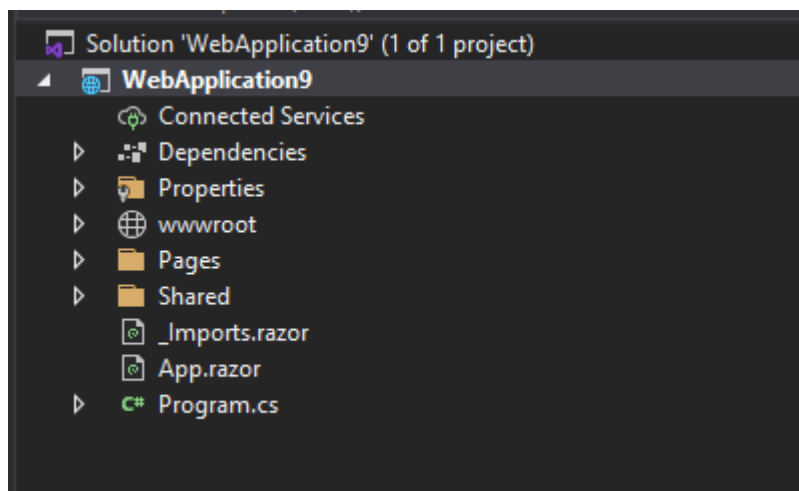 Solution 'WebApplication9' (1 of 1 project)
WebApplication9
Connected Services
Dependencies
Properties
wwwroot
Pages
Shared
_Imports.razor
App.razor
C# Program.cs